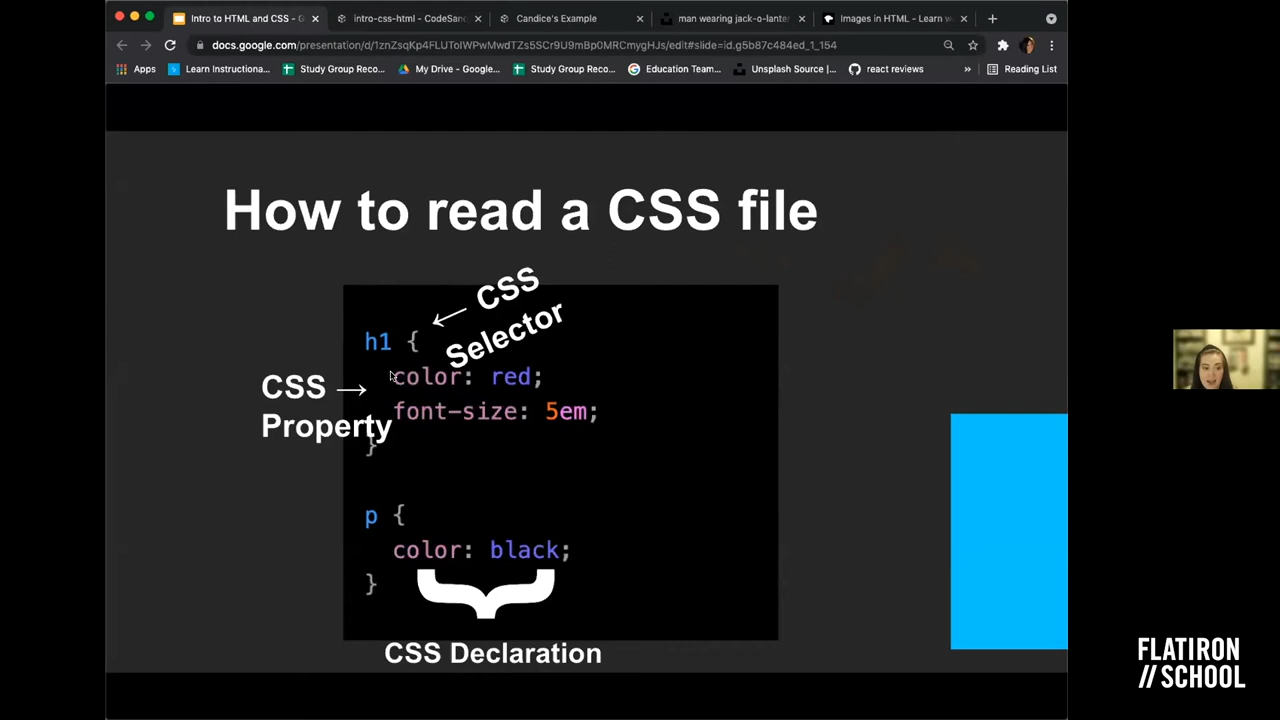 Intro to HTML and CSS - G
intro-css-html - CodeSan
Candice's Example
man wearing jack-o-lante
Images in HTML - Learn w
docs.google.com/presentation/d/1znZsqKp4FLUToIWPwMwdTZs5SCr9U9mBp0MRCmygHJs/edit#slide=id.g5b87c484ed_1_154
Apps
Learn Instructiona...
Study Group Reco...
My Drive - Google...
Study Group Reco...
Education Team...
Unsplash Source |...
react reviews
»
Reading List
How to read a CSS file
← CSS
Selector
h1 {
CSS →
Property
color: red;
font-size: 5em;
}
p {
color: black;
}
CSS Declaration
FLATIRON
// SCHOOL